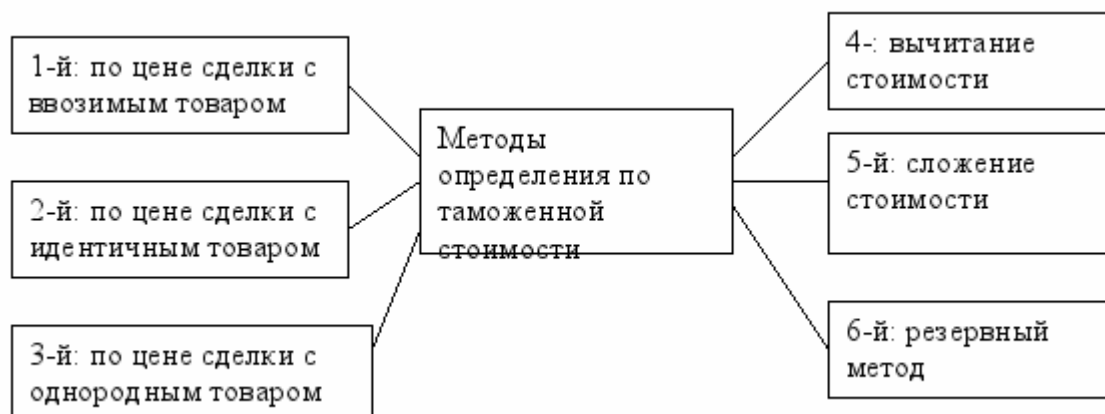 1-й: по цене сделки с
ввозимым товаром
2-й: по цене сделки с
идентичным товаром
3-й: по цене сделки с
однородным товаром
Методы
определения по
таможенной
стоимости
4-: вычитание
стоимости
5-й: сложение
стоимости
6-й: резервный
метод